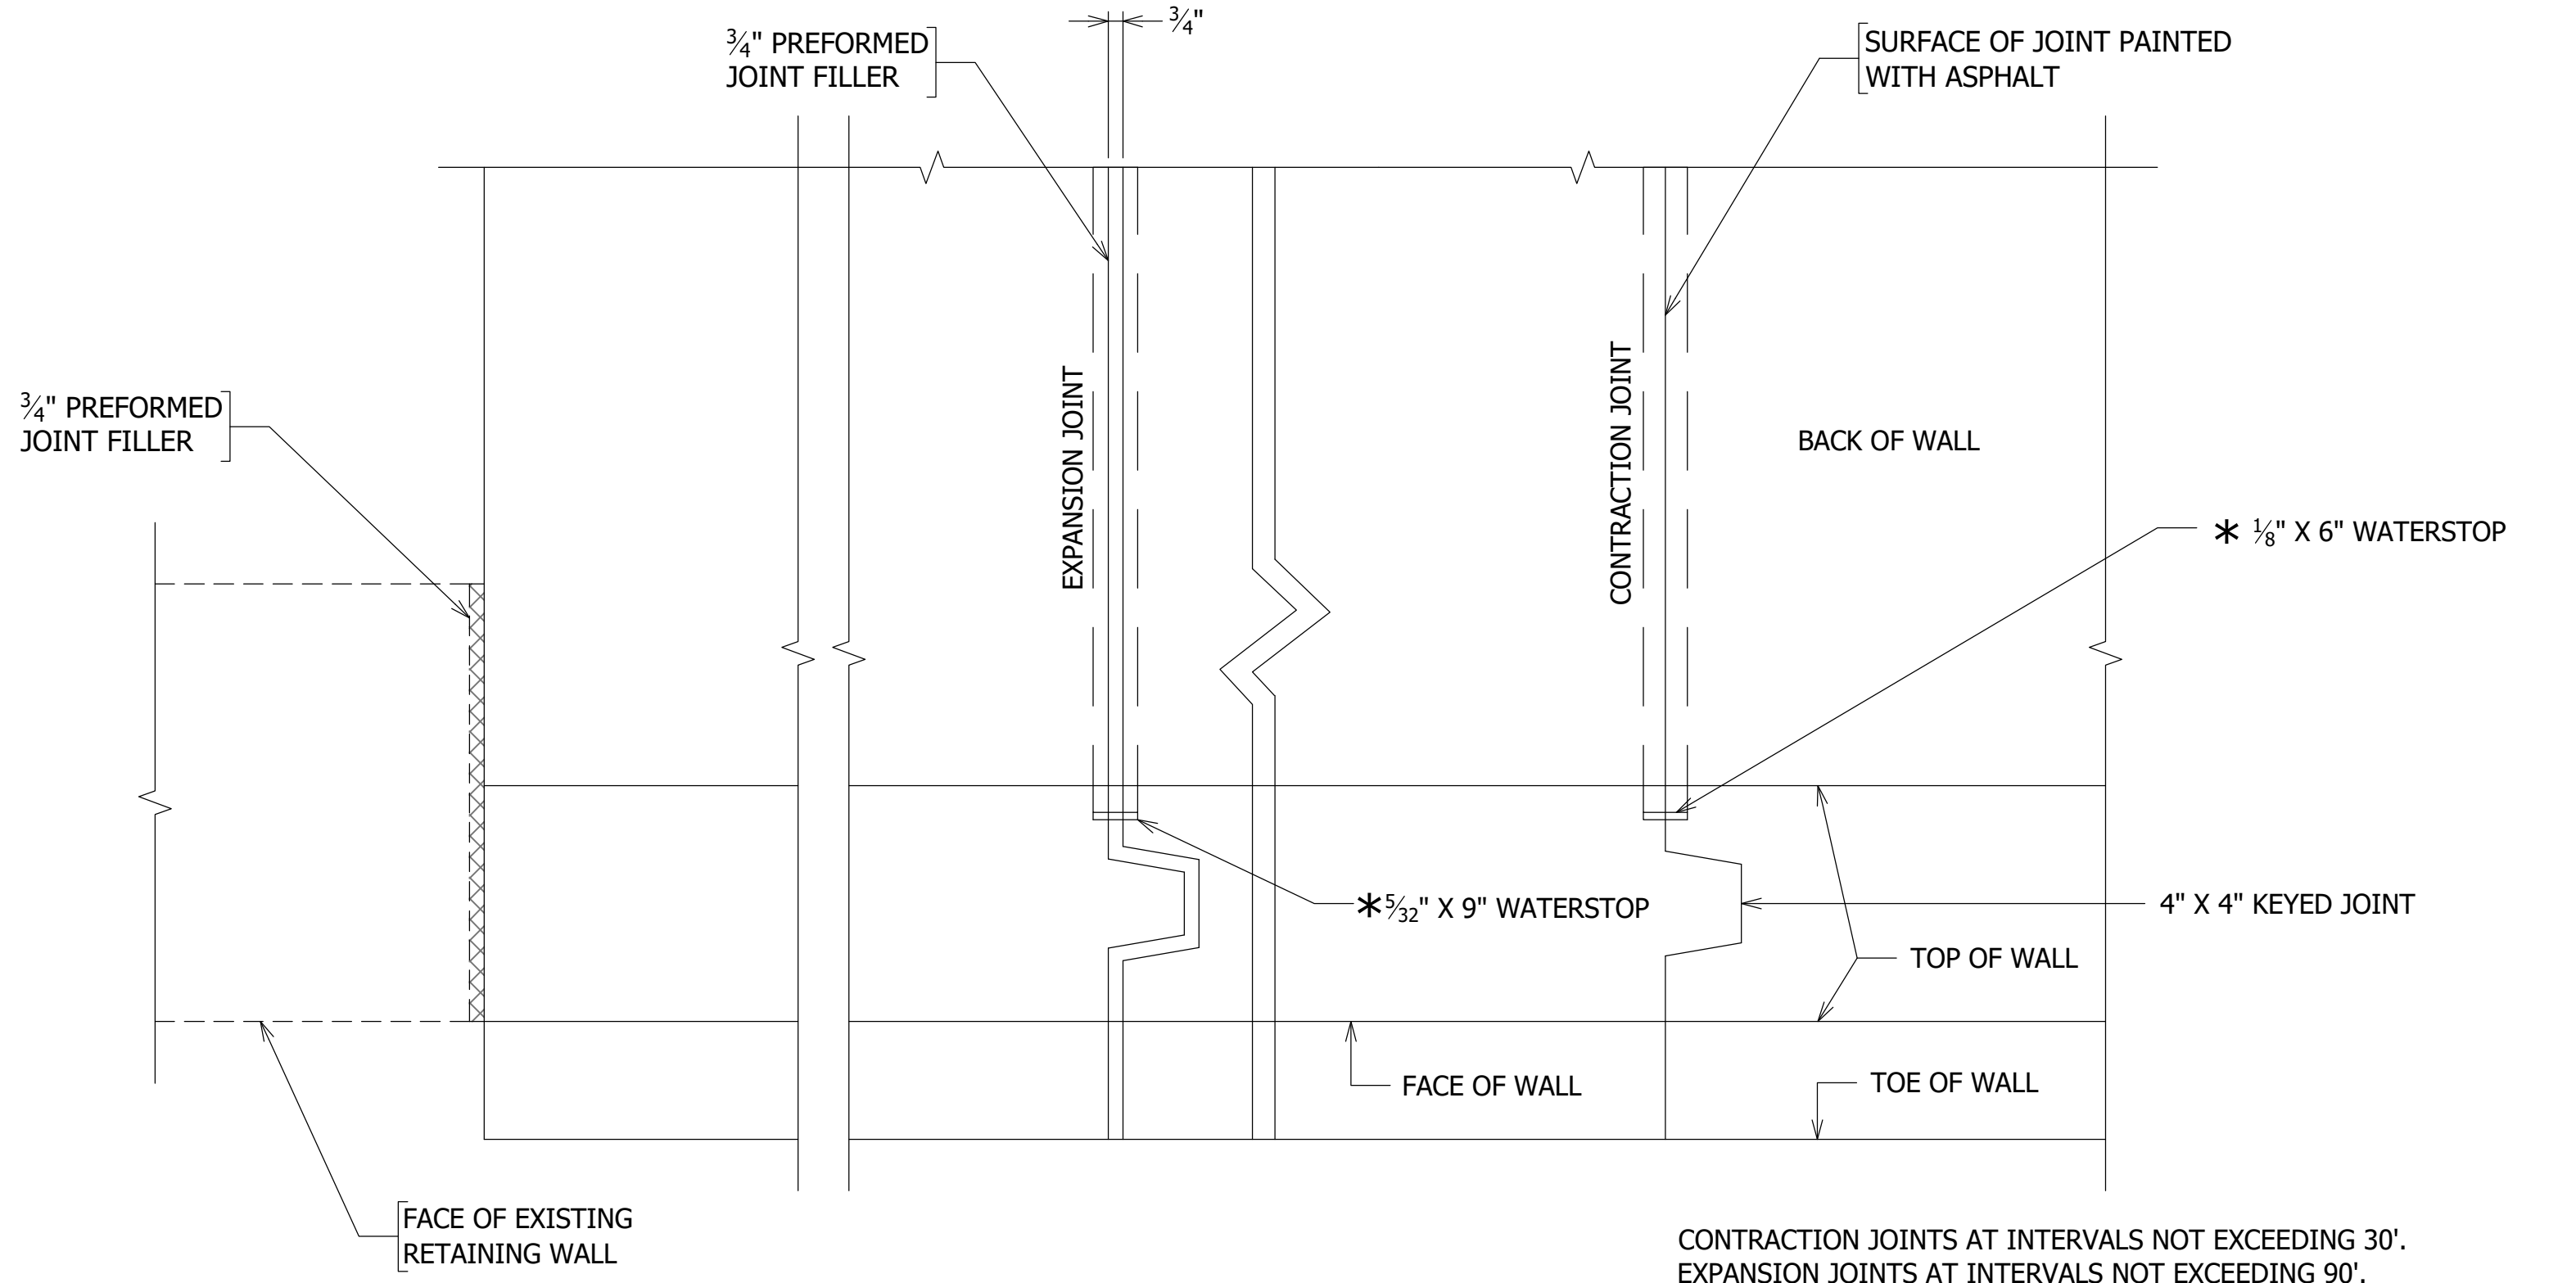 ¾"
¾" PREFORMED
JOINT FILLER
SURFACE OF JOINT PAINTED
WITH ASPHALT
¾" PREFORMED
JOINT FILLER
EXPANSION JOINT
CONTRACTION JOINT
BACK OF WALL
* ⅛" X 6" WATERSTOP
*5/32" X 9" WATERSTOP
4" X 4" KEYED JOINT
TOP OF WALL
FACE OF WALL
TOE OF WALL
FACE OF EXISTING
RETAINING WALL
CONTRACTION JOINTS AT INTERVALS NOT EXCEEDING 30'.
EXPANSION JOINTS AT INTERVALS NOT EXCEEDING 90'.